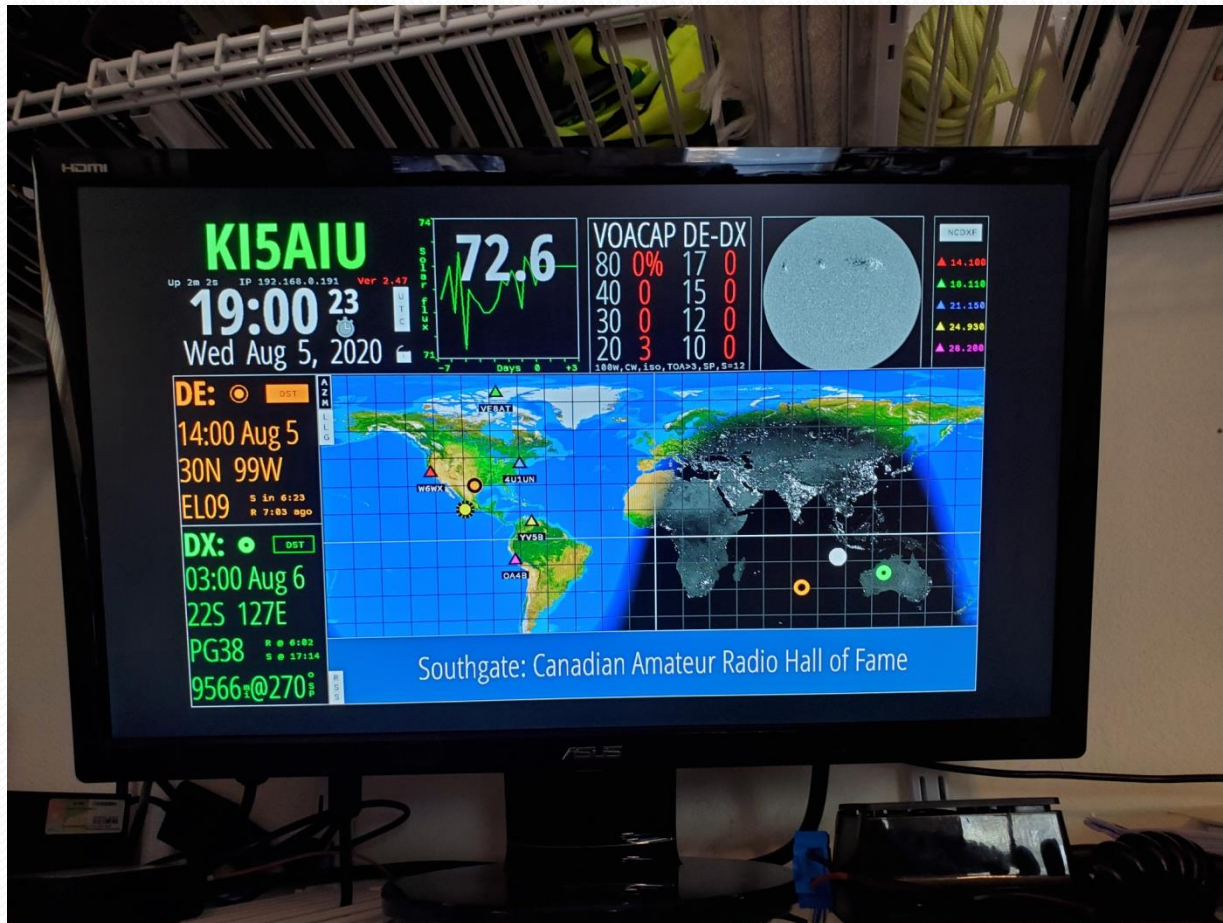 HDMI
KI5AIU
Up 2m 2s IP 192.168.0.191 Ver 2.47
19:00 23
UTC
Wed Aug 5, 2020
74
Solar flux
72.6
71
-7 Days 0 +3
VOACAP DE-DX
80 0% 17 0
40 0 15 0
30 0 12 0
20 3 10 0
100W,CW,iso,TOA>3,SP,S=12
NCDXF
14.100
18.110
21.150
24.930
28.200
DE: DST
14:00 Aug 5
30N 99W
EL09 S in 6:23
R 7:03 ago
DX: DST
03:00 Aug 6
22S 127E
PG38 R @ 6:02
S @ 17:14
9566mi@270° SP
AZM
LLG
VE8AT
W6WX
4U1UN
YV5B
OA4B
RSS
Southgate: Canadian Amateur Radio Hall of Fame
ASUS